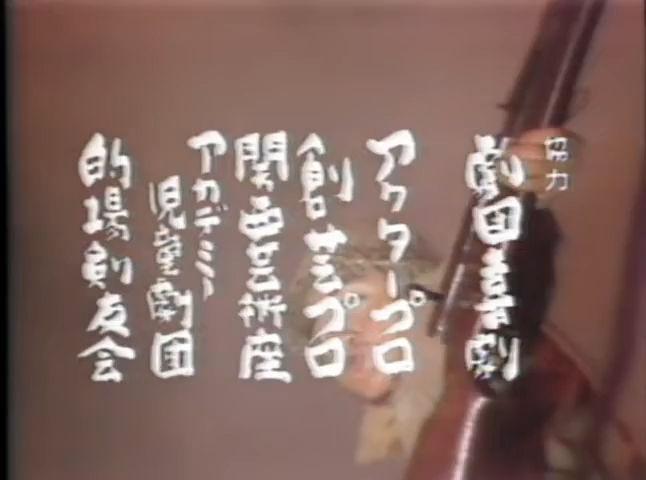 協力
劇団喜劇
アクタープロ
創芸プロ
関西芸術座
アカデミー
児童劇団
的場剣友会